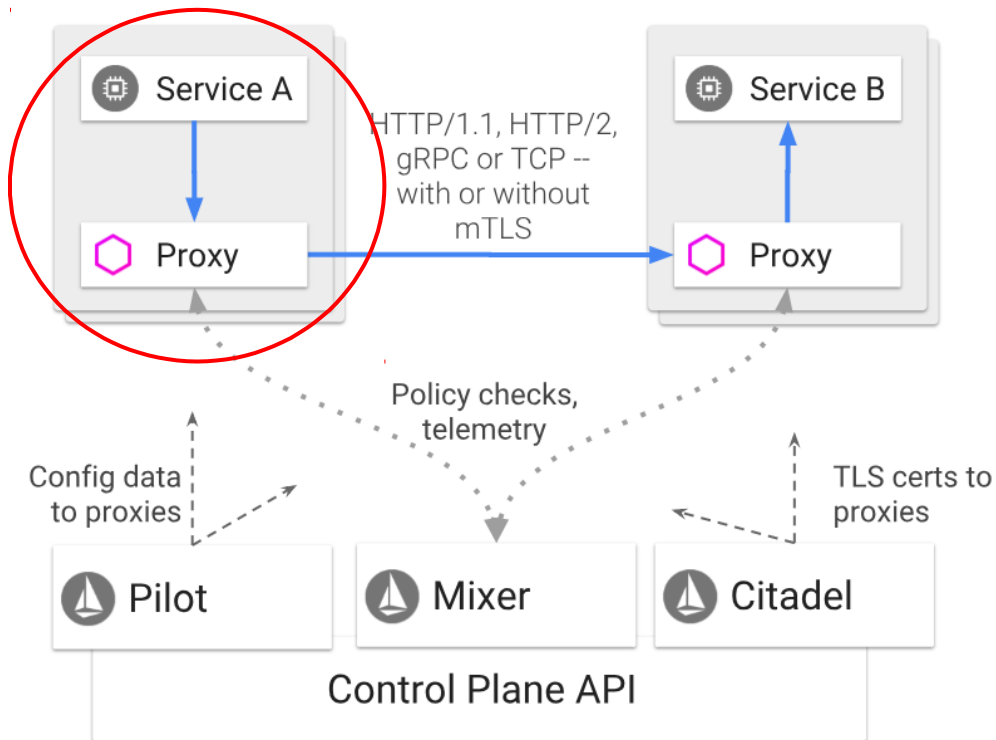 Service A
Proxy
HTTP/1.1, HTTP/2,
gRPC or TCP --
with or without
mTLS
Service B
Proxy
Policy checks,
telemetry
Config data
to proxies
TLS certs to
proxies
Pilot
Mixer
Citadel
Control Plane API